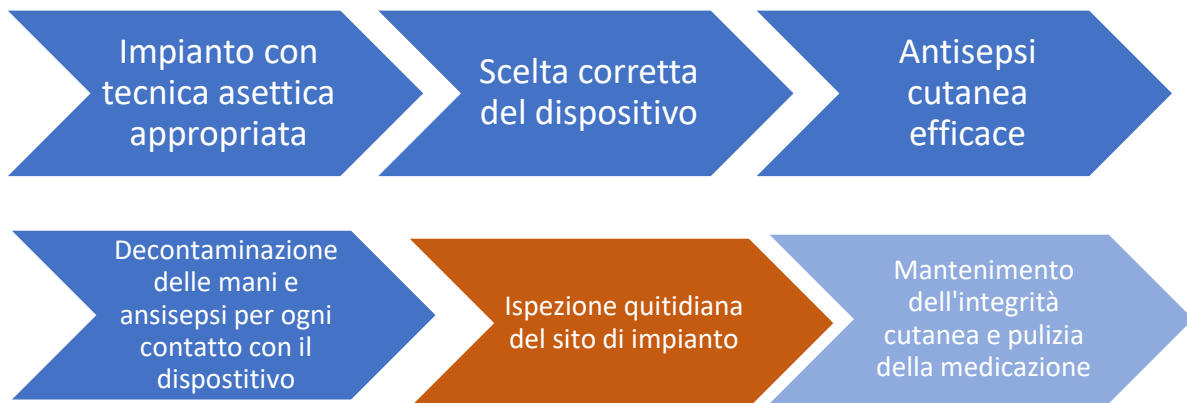 Impianto con
tecnica asettica
appropriata
Scelta corretta
del dispositivo
Antisepsi
cutanea
efficace
Decontaminazione
delle mani e
ansisepsi per ogni
contatto con il
dispostitivo
Ispezione quitidiana
del sito di impianto
Mantenimento
dell'integrità
cutanea e pulizia
della medicazione